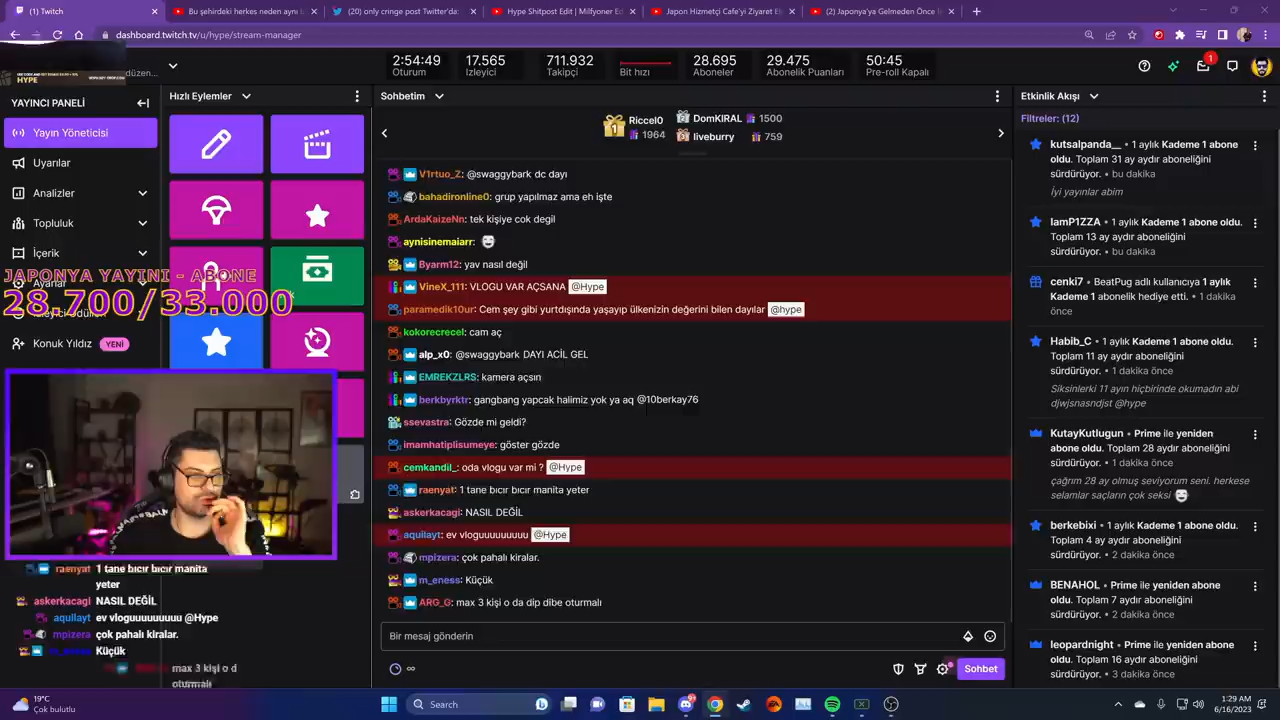 (1) Twitch
Bu şehirdeki herkes neden aynı i
(20) only cringe post Twitter'da:
Hype Shitpost Edit | Milyoner Ed
Japon Hizmetçi Cafe'yi Ziyaret E
(2) Japonya'ya Gelmeden Önce
dashboard.twitch.tv/u/hype/stream-manager
HYPE
düzen...
2:54:49
Oturum
17.565
İzleyici
711.932
Takipçi
Bit hızı
28.695
Aboneler
29.475
Abonelik Puanları
50:45
Pre-roll Kapalı
1
YAYINCI PANELİ
Yayın Yöneticisi
Uyarılar
Analizler
Topluluk
İçerik
Ayarlar
JAPONYA YAYINI - ABONE
28.700/33.000
Konuk Yıldız YENİ
Hızlı Eylemler
Sohbetim
1
Riccel0
1964
DomKIRAL 1500
liveburry 759
V1rtuo_Z: @swaggybark dc dayı
bahadironline0: grup yapılmaz ama eh işte
ArdaKaizeNn: tek kişiye cok degil
aynisinemaiarr:
Byarm12: yav nasıl değil
VineX_111: VLOGU VAR AÇSANA @Hype
paramedik10ur: Cem şey gibi yurtdışında yaşayıp ülkenizin değerini bilen dayılar @hype
kokorecrecel: cam aç
alp_x0: @swaggybark DAYI ACİL GEL
EMREKZLRS: kamera açsın
berkbyrktr: gangbang yapcak halimiz yok ya aq @10berkay76
ssevastra: Gözde mi geldi?
imamhatiplisumeye: göster gözde
cemkandil_: oda vlogu var mi ? @Hype
raenyat: 1 tane bıcır bıcır manita yeter
askerkacagi: NASIL DEĞİL
aquilayt: ev vloguuuuuuuuu @Hype
mpizera: çok pahalı kiralar.
m_eness: Küçük
ARG_G: max 3 kişi o da dip dibe oturmalı
Bir mesaj gönderin
Sohbet
Etkinlik Akışı
Filtreler: (12)
kutsalpanda__ • 1 aylık Kademe 1 abone
oldu. Toplam 31 ay aydır aboneliğini
sürdürüyor. • bu dakika
İyi yayınlar abim
IamP1ZZA • 1 aylık Kademe 1 abone oldu.
Toplam 13 ay aydır aboneliğini
sürdürüyor. • bu dakika
cenki7 • BeatPug adlı kullanıcıya 1 aylık
Kademe 1 abonelik hediye etti. • 1 dakika
önce
Habib_C • 1 aylık Kademe 1 abone oldu.
Toplam 11 ay aydır aboneliğini
sürdürüyor. • 1 dakika önce
Siksinlerki 11 ayın hiçbirinde okumadın abi
djwjsnasndjst @hype
KutayKutlugun • Prime ile yeniden
abone oldu. Toplam 28 ay aydır aboneliğini
sürdürüyor. • 1 dakika önce
çağrım 28 ay olmuş seviyorum seni. herkese
selamlar saçların çok seksi
berkebixi • 1 aylık Kademe 1 abone oldu.
Toplam 4 ay aydır aboneliğini
sürdürüyor. • 2 dakika önce
BENAHOL • Prime ile yeniden abone
oldu. Toplam 7 aydır aboneliğini
sürdürüyor. • 2 dakika önce
leopardnight • Prime ile yeniden abone
oldu. Toplam 16 aydır aboneliğini
sürdürüyor. • 3 dakika önce
raenyat 1 tane bıcır bıcır manita
yeter
askerkacagi NASIL DEĞİL
aquilayt ev vloguuuuuuuuu @Hype
mpizera çok pahalı kiralar.
m_eness Küçük
max 3 kişi o d
oturmalı
19°C
Çok bulutlu
Search
1:29 AM
6/16/2023